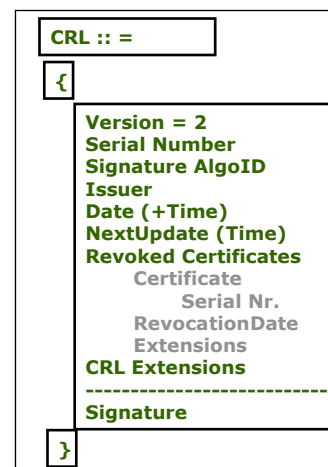 CRL :: =
{
Version = 2
Serial Number
Signature AlgoID
Issuer
Date (+Time)
NextUpdate (Time)
Revoked Certificates
Certificate
Serial Nr.
RevocationDate
Extensions
CRL Extensions
---------------------------
Signature
}